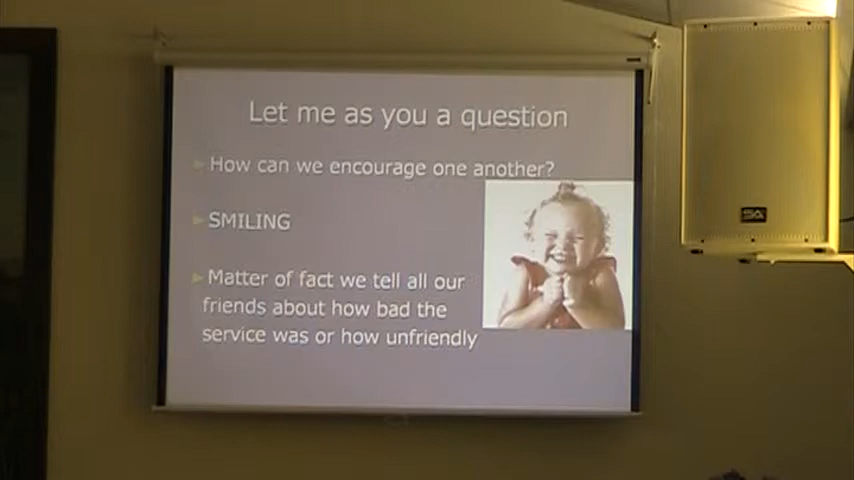 Let me as you a question
How can we encourage one another?
SMILING
Matter of fact we tell all our
friends about how bad the
service was or how unfriendly
SA